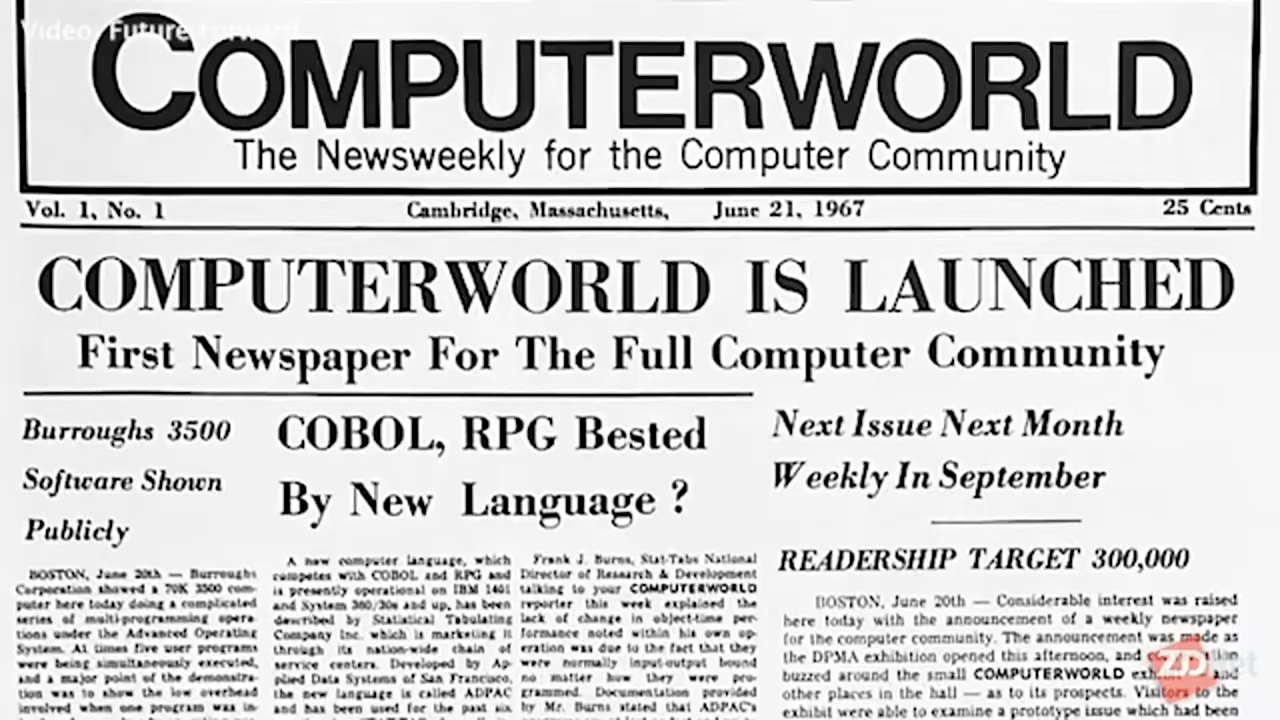 Video: Future Forward
COMPUTERWORLD
The Newsweekly for the Computer Community
Vol. 1, No. 1 Cambridge, Massachusetts, June 21, 1967 25 Cents
COMPUTERWORLD IS LAUNCHED
First Newspaper For The Full Computer Community
Burroughs 3500
Software Shown
Publicly
BOSTON, June 20th — Burroughs
Corporation showed a 70K 3500 com-
puter here today doing a complicated
series of multi-programming opera-
tions under the Advanced Operating
System. At times five user programs
were being simultaneously executed,
and a major point of the demonstra-
tion was to show the low overhead
involved when one program was in-
COBOL, RPG Bested
By New Language ?
A new computer language, which
competes with COBOL and RPG and
is presently operational on IBM 1401
and System 360/30s and up, has been
described by Statistical Tabulating
Company Inc. which is marketing it
through its nation-wide chain of
service centers. Developed by Ap-
plied Data Systems of San Francisco,
the new language is called ADPAC
and has been used for the past six
Frank J. Burns, Stat-Tabs National
Director of Research & Development
talking to your COMPUTERWORLD
reporter this week explained the
lack of change in object-time per-
formance noted within his own op-
eration was due to the fact that they
were normally input-output bound
no matter how they were pro-
grammed. Documentation provided
by Mr. Burns stated that ADPAC's
Next Issue Next Month
Weekly In September
READERSHIP TARGET 300,000
BOSTON, June 20th — Considerable interest was raised
here today with the announcement of a weekly newspaper
for the computer community. The announcement was made as
the DPMA exhibition opened this afternoon, and
buzzed around the small COMPUTERWORLD and
other places in the hall — as to its prospects. Visitors to the
exhibit were able to examine a prototype issue which had been
ZDNet